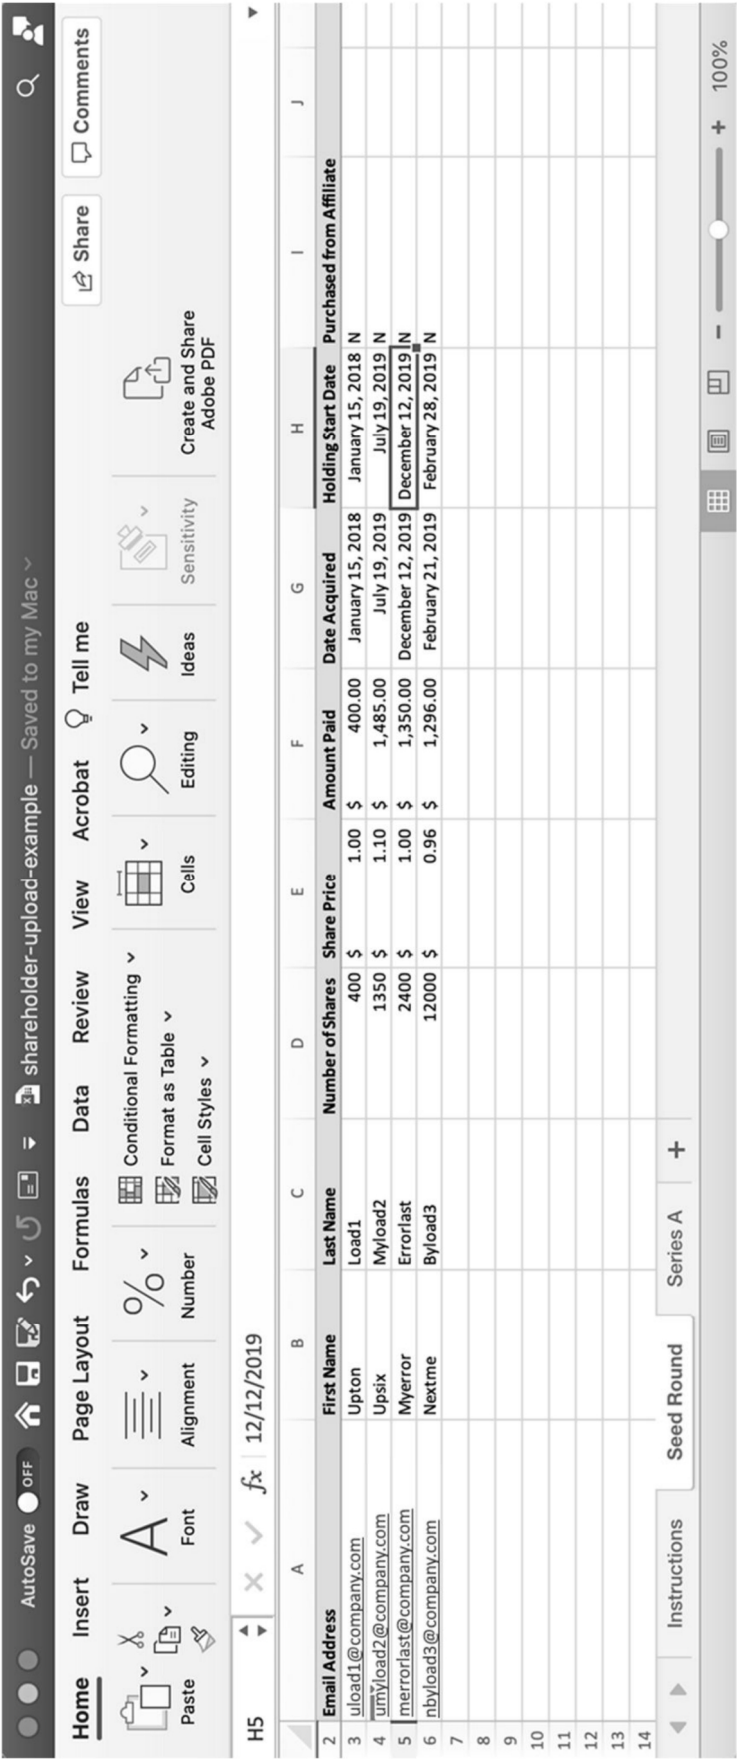 AutoSave OFF shareholder-upload-example — Saved to my Mac
Home Insert Draw Page Layout Formulas Data Review View Acrobat Tell me Share Comments
Paste Font Alignment Number Conditional Formatting Format as Table Cell Styles Cells Editing Ideas Sensitivity Create and Share Adobe PDF
H5 fx 12/12/2019
A B C D E F G H I J
2 Email Address First Name Last Name Number of Shares Share Price Amount Paid Date Acquired Holding Start Date Purchased from Affiliate
3 uload1@company.com Upton Load1 400 $ 1.00 $ 400.00 January 15, 2018 January 15, 2018 N
4 umyload2@company.com Upsix Myload2 1350 $ 1.10 $ 1,485.00 July 19, 2019 July 19, 2019 N
5 merrorlast@company.com Myerror Errorlast 2400 $ 1.00 $ 1,350.00 December 12, 2019 December 12, 2019 N
6 nbyload3@company.com Nextme Byload3 12000 $ 0.96 $ 1,296.00 February 21, 2019 February 28, 2019 N
7
8
9
10
11
12
13
14
Instructions Seed Round Series A +
100%